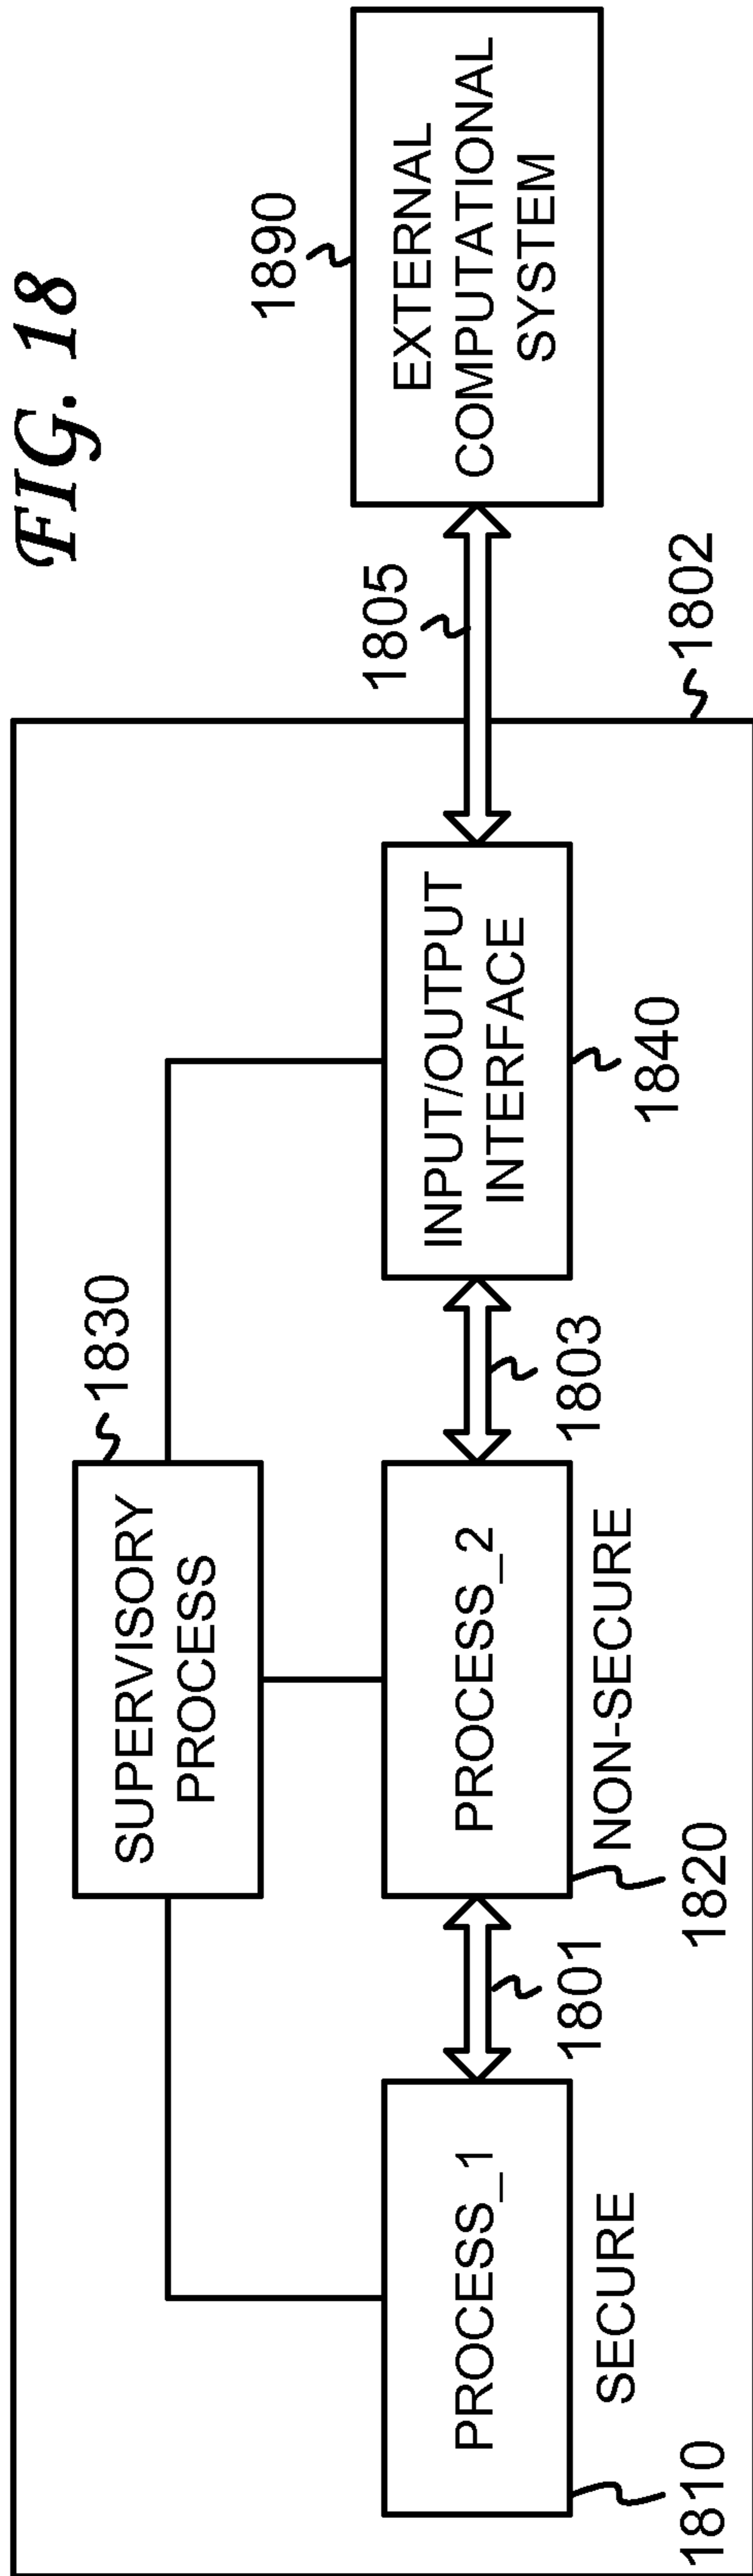 FIG. 18
SUPERVISORY
PROCESS
1830
1890
EXTERNAL
COMPUTATIONAL
SYSTEM
1805
1802
PROCESS_1
SECURE
1810
1801
PROCESS_2
NON-SECURE
1820
1803
INPUT/OUTPUT
INTERFACE
1840